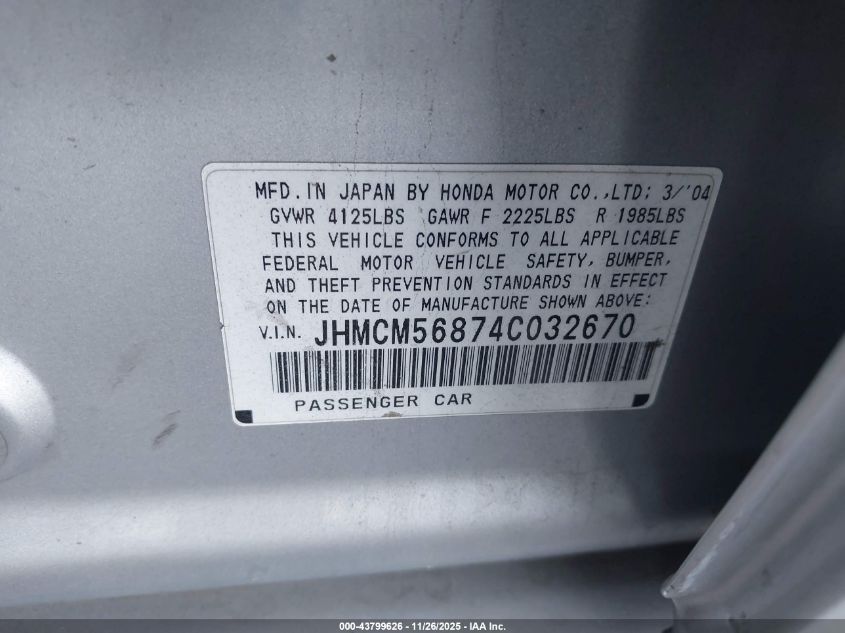 MFD. IN JAPAN BY HONDA MOTOR CO.,LTD; 3/'04
GVWR 4125LBS GAWR F 2225LBS R 1985LBS
THIS VEHICLE CONFORMS TO ALL APPLICABLE
FEDERAL MOTOR VEHICLE SAFETY, BUMPER,
AND THEFT PREVENTION STANDARDS IN EFFECT
ON THE DATE OF MANUFACTURE SHOWN ABOVE:
V.I.N. JHMCM56874C032670
PASSENGER CAR
000-43799626 - 11/26/2025 - IAA Inc.